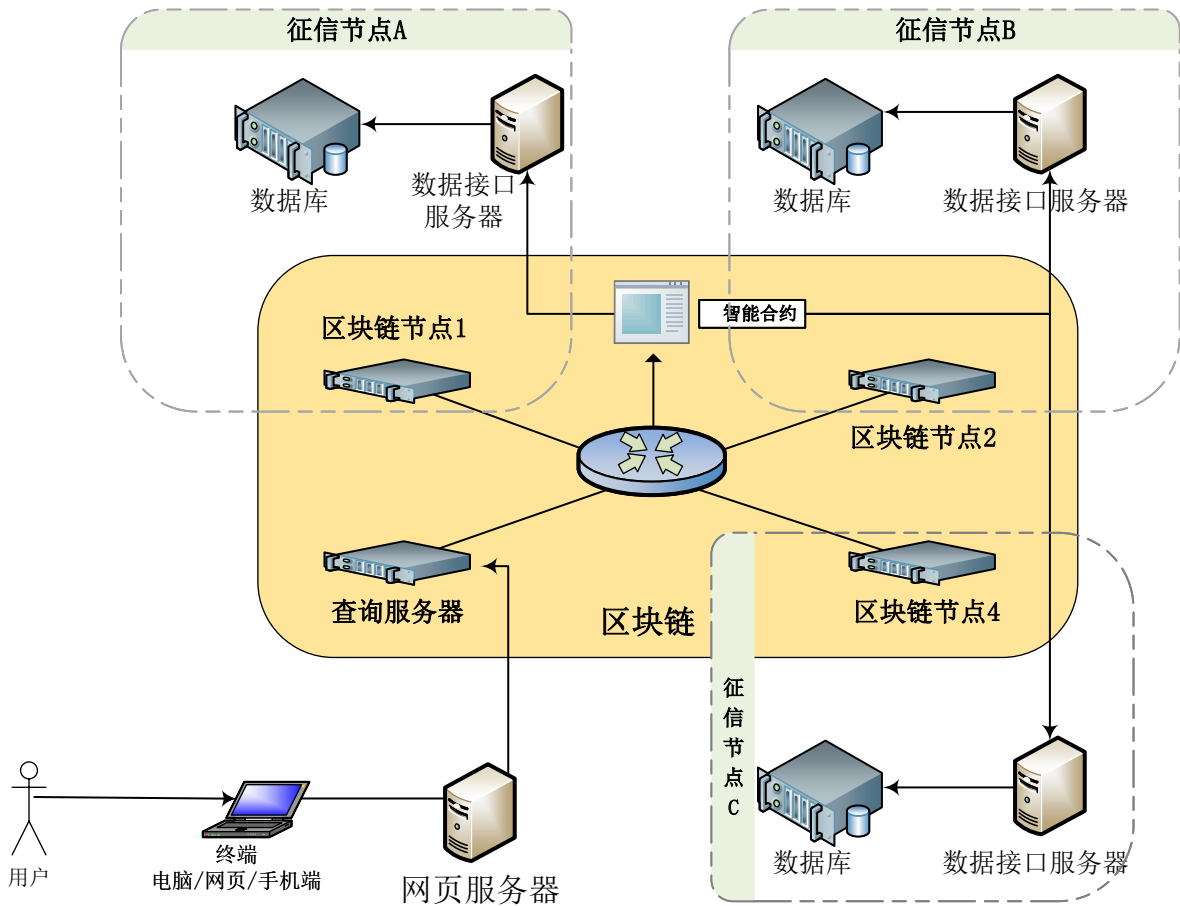 征信节点A
征信节点B
数据库
数据接口
服务器
数据库
数据接口服务器
智能合约
区块链节点1
区块链节点2
查询服务器
区块链节点4
区块链
征
信
节
点
C
用户
终端
电脑/网页/手机端
网页服务器
数据库
数据接口服务器